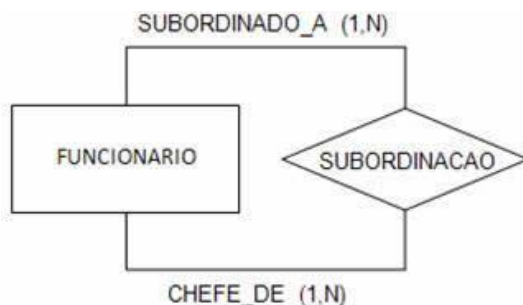 SUBORDINADO_A (1,N)
FUNCIONARIO
SUBORDINACAO
CHEFE_DE (1,N)